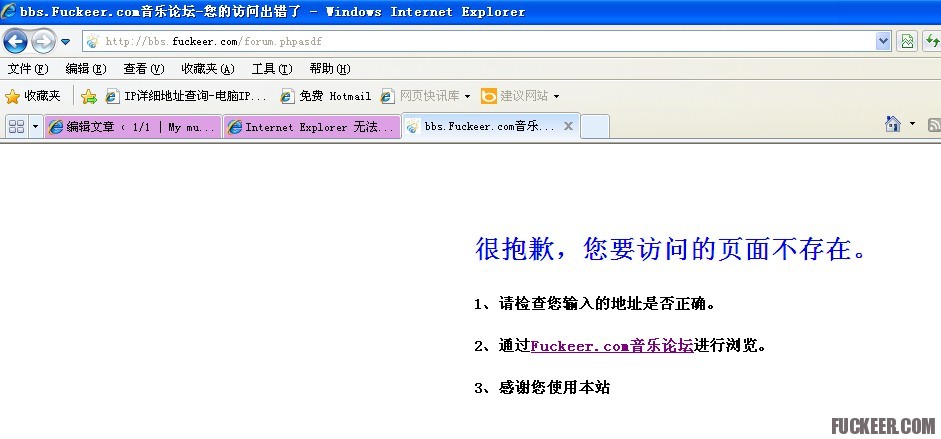 bbs.Fuckeer.com音乐论坛-您的访问出错了 - Windows Internet Explorer
http://bbs.fuckeer.com/forum.phpasdf
文件(F) 编辑(E) 查看(V) 收藏夹(A) 工具(T) 帮助(H)
收藏夹 IP详细地址查询-电脑IP... 免费 Hotmail 网页快讯库 建议网站
编辑文章 ‹ 1/1 | My mu... Internet Explorer 无法... bbs.Fuckeer.com音乐...
很抱歉，您要访问的页面不存在。
1、请检查您输入的地址是否正确。
2、通过Fuckeer.com音乐论坛进行浏览。
3、感谢您使用本站
FUCKEER.COM